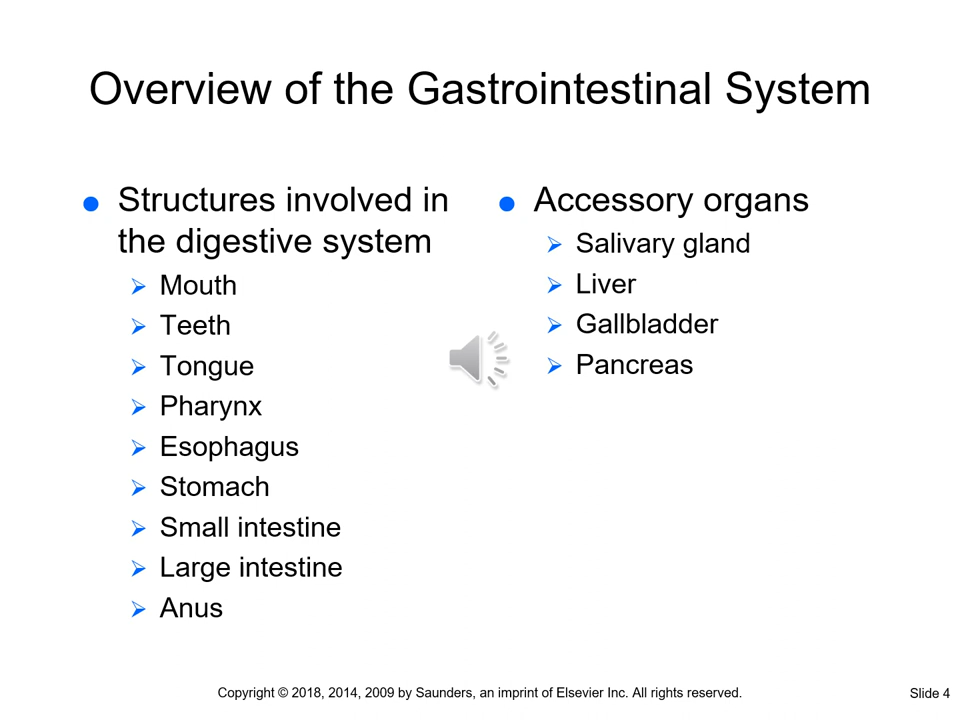 Overview of the Gastrointestinal System
Structures involved in
the digestive system
Mouth
Teeth
Tongue
Pharynx
Esophagus
Stomach
Small intestine
Large intestine
Anus
Accessory organs
Salivary gland
Liver
Gallbladder
Pancreas
Copyright © 2018, 2014, 2009 by Saunders, an imprint of Elsevier Inc. All rights reserved.
Slide 4